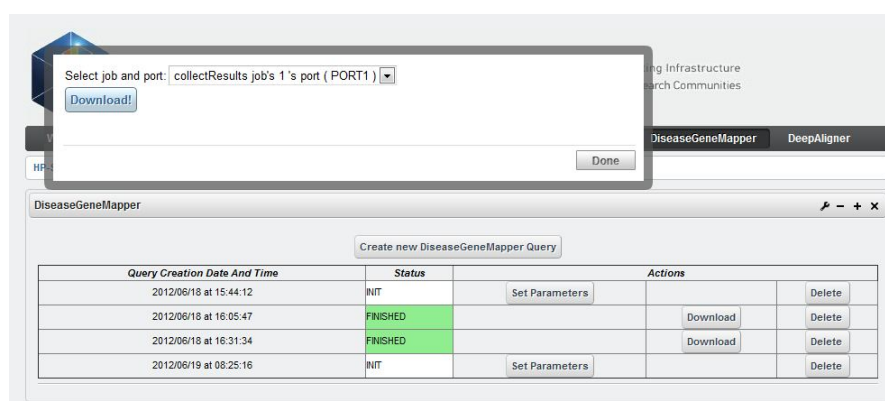 Select job and port: collectResults job's 1 's port ( PORT1 )
Download!
Done
Infrastructure
Communities
DiseaseGeneMapper DeepAligner
DiseaseGeneMapper
Create new DiseaseGeneMapper Query
Query Creation Date And Time Status Actions
2012/06/18 at 15:44:12 INIT Set Parameters Delete
2012/06/18 at 16:05:47 FINISHED Download Delete
2012/06/18 at 16:31:34 FINISHED Download Delete
2012/06/19 at 08:25:16 INIT Set Parameters Delete